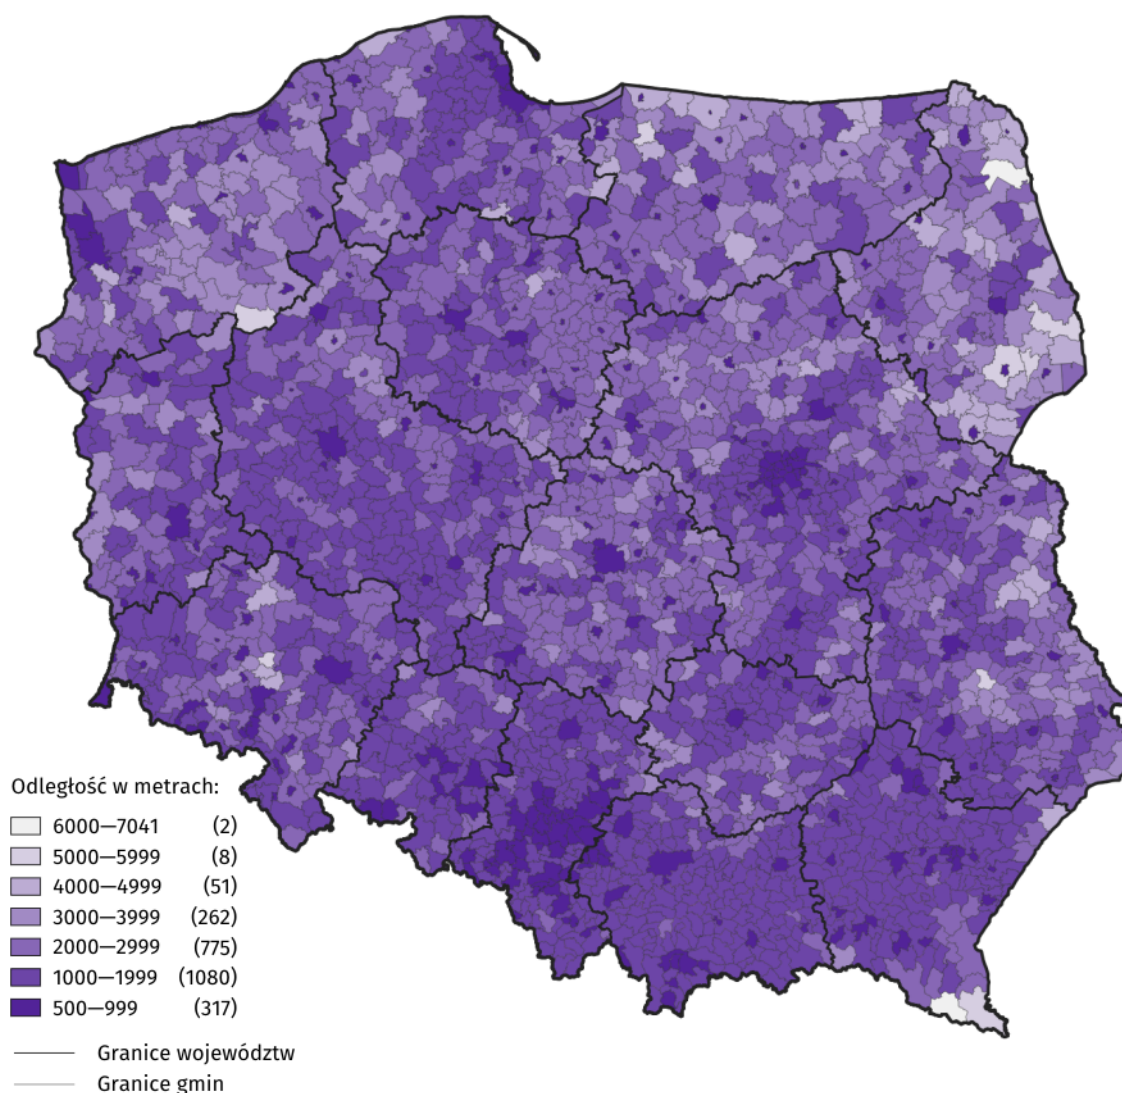 Odległość w metrach:
6000—7041 (2)
5000—5999 (8)
4000—4999 (51)
3000—3999 (262)
2000—2999 (775)
1000—1999 (1080)
500—999 (317)
Granice województw
Granice gmin